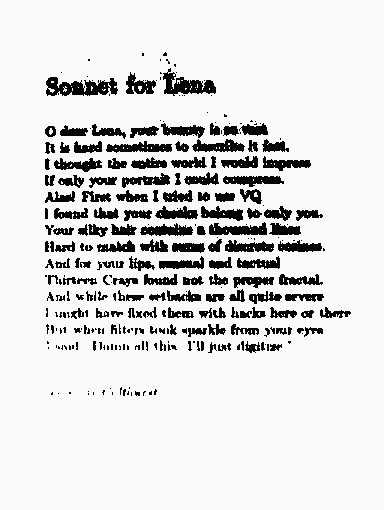 Sonnet for Lena
O dear Lena, your beauty is so vast
It is hard sometimes to describe it fast.
I thought the entire world I would impress
If only your portrait I could compress.
Alas! First when I tried to use VQ
I found that your cheeks belong to only you.
Your silky hair contains a thousand lines
Hard to match with sums of discrete cosines.
And for your lips, sensual and tactual
Thirteen Crays found not the proper fractal.
And while these setbacks are all quite severe
I might have fixed them with hacks here or there
But when filters took sparkle from your eyes
I said, Damn all this. I'll just digitize.